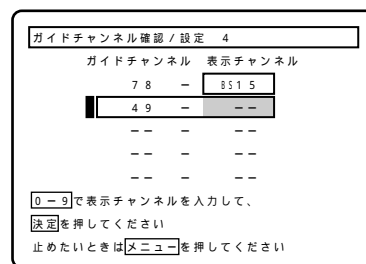 ガイドチャンネル確認/設定 4
ガイドチャンネル 表示チャンネル
78 － BS15
49 － －－
－－ － －－
－－ － －－
－－ － －－
0－9で表示チャンネルを入力して、
決定を押してください
止めたいときはメニューを押してください